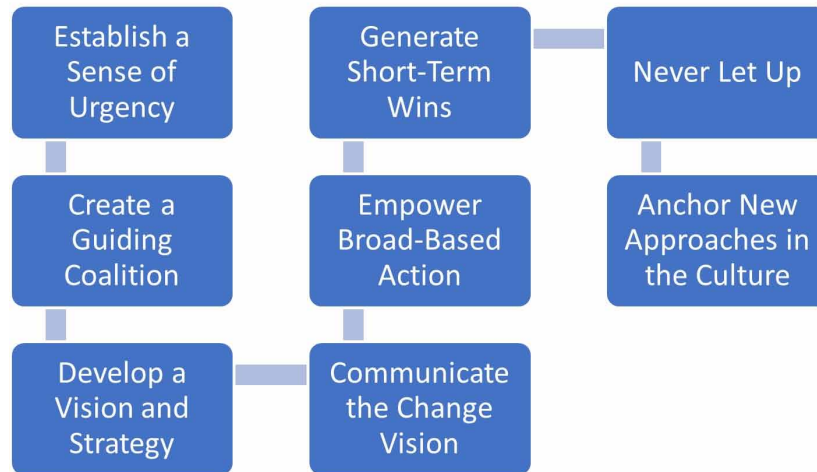 Establish a
Sense of
Urgency
Create a
Guiding
Coalition
Develop a
Vision and
Strategy
Communicate
the Change
Vision
Empower
Broad-Based
Action
Generate
Short-Term
Wins
Never Let Up
Anchor New
Approaches in
the Culture